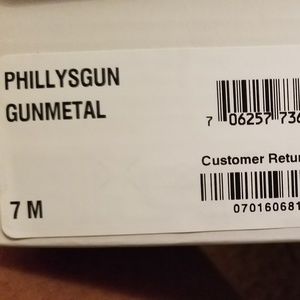 PHILLYSGUN
GUNMETAL
7 06257 736
Customer Retur
7 M
070160681